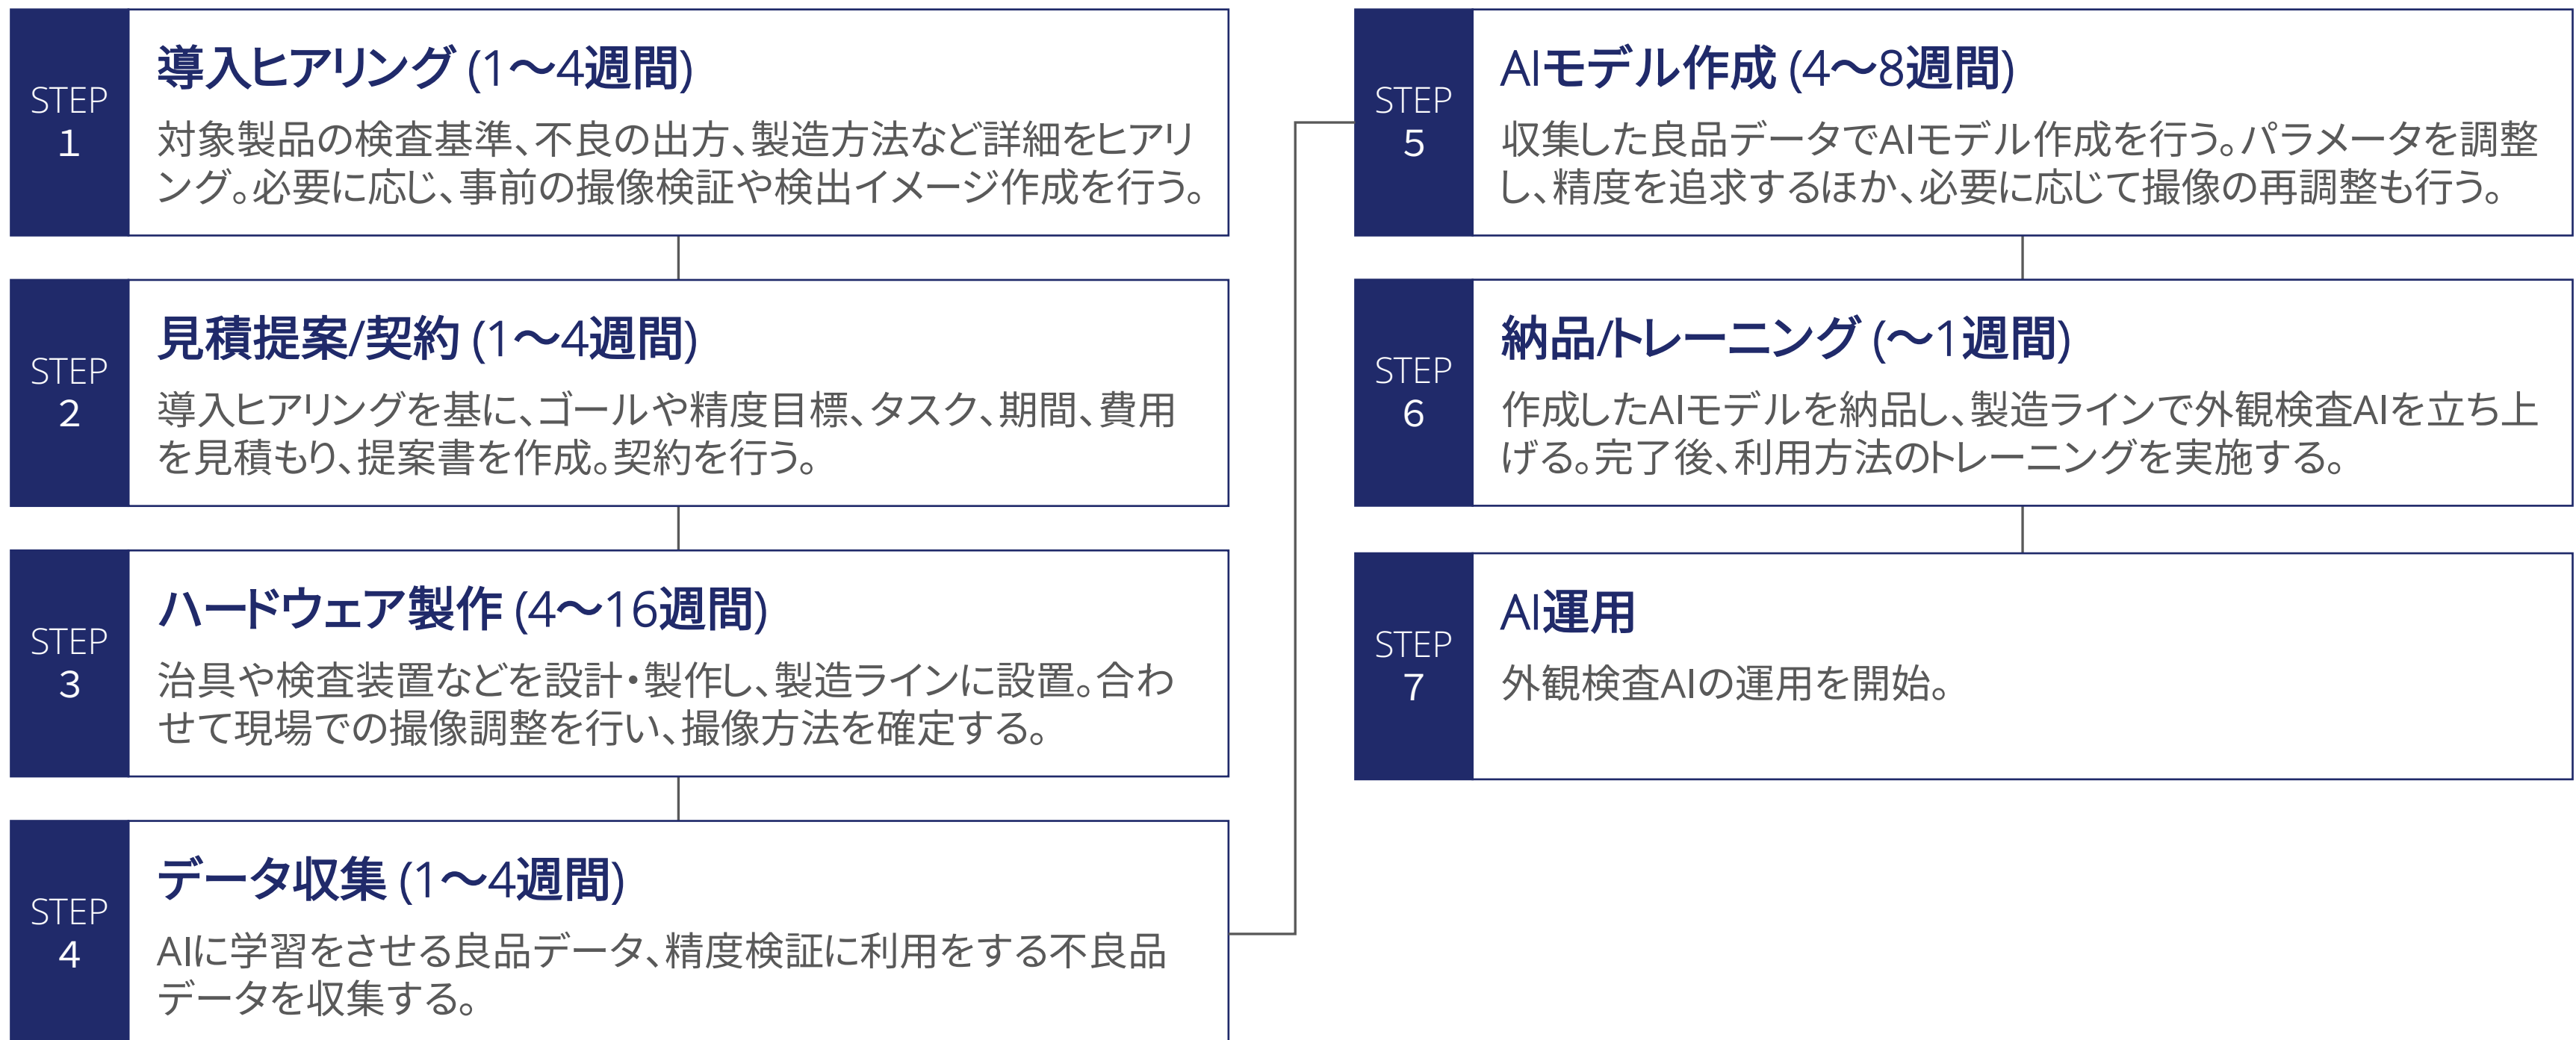 STEP
1
導入ヒアリング (1〜4週間)
対象製品の検査基準、不良の出方、製造方法など詳細をヒアリ
ング。必要に応じ、事前の撮像検証や検出イメージ作成を行う。
STEP
2
見積提案/契約 (1〜4週間)
導入ヒアリングを基に、ゴールや精度目標、タスク、期間、費用
を見積もり、提案書を作成。契約を行う。
STEP
3
ハードウェア製作 (4〜16週間)
治具や検査装置などを設計・製作し、製造ラインに設置。合わ
せて現場での撮像調整を行い、撮像方法を確定する。
STEP
4
データ収集 (1〜4週間)
AIに学習をさせる良品データ、精度検証に利用をする不良品
データを収集する。
STEP
5
AIモデル作成 (4〜8週間)
収集した良品データでAIモデル作成を行う。パラメータを調整
し、精度を追求するほか、必要に応じて撮像の再調整も行う。
STEP
6
納品/トレーニング (〜1週間)
作成したAIモデルを納品し、製造ラインで外観検査AIを立ち上
げる。完了後、利用方法のトレーニングを実施する。
STEP
7
AI運用
外観検査AIの運用を開始。